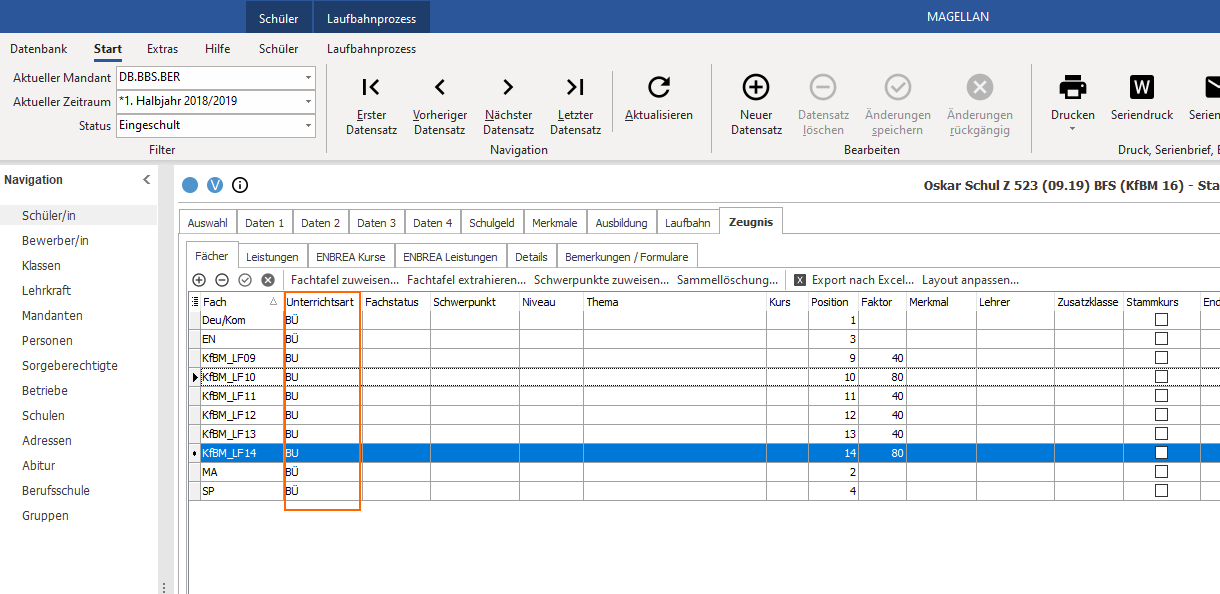 Schüler Laufbahnprozess MAGELLAN
Datenbank Start Extras Hilfe Schüler Laufbahnprozess
Aktueller Mandant DB.BBS.BER
Aktueller Zeitraum *1. Halbjahr 2018/2019
Status Eingeschult
Filter
Erster Datensatz
Vorheriger Datensatz
Nächster Datensatz
Letzter Datensatz
Aktualisieren
Navigation
Neuer Datensatz
Datensatz löschen
Änderungen speichern
Änderungen rückgängig
Bearbeiten
Drucken
W
Seriendruck
Serien
Druck, Serienbrief, E
Navigation
Schüler/in
Bewerber/in
Klassen
Lehrkraft
Mandanten
Personen
Sorgeberechtigte
Betriebe
Schulen
Adressen
Abitur
Berufsschule
Gruppen
V i
Oskar Schul Z 523 (09.19) BFS (KfBM 16) - Sta
Auswahl Daten 1 Daten 2 Daten 3 Daten 4 Schulgeld Merkmale Ausbildung Laufbahn Zeugnis
Fächer Leistungen ENBREA Kurse ENBREA Leistungen Details Bemerkungen / Formulare
Fachtafel zuweisen... Fachtafel extrahieren... Schwerpunkte zuweisen... Sammellöschung... X Export nach Excel... Layout anpassen...
Fach Unterrichtsart Fachstatus Schwerpunkt Niveau Thema Kurs Position Faktor Merkmal Lehrer Zusatzklasse Stammkurs End
Deu/Kom BÜ 1
EN BÜ 3
KfBM_LF09 BU 9 40
KfBM_LF10 BU 10 80
KfBM_LF11 BU 11 40
KfBM_LF12 BU 12 40
KfBM_LF13 BU 13 40
KfBM_LF14 BU 14 80
MA BÜ 2
SP BÜ 4